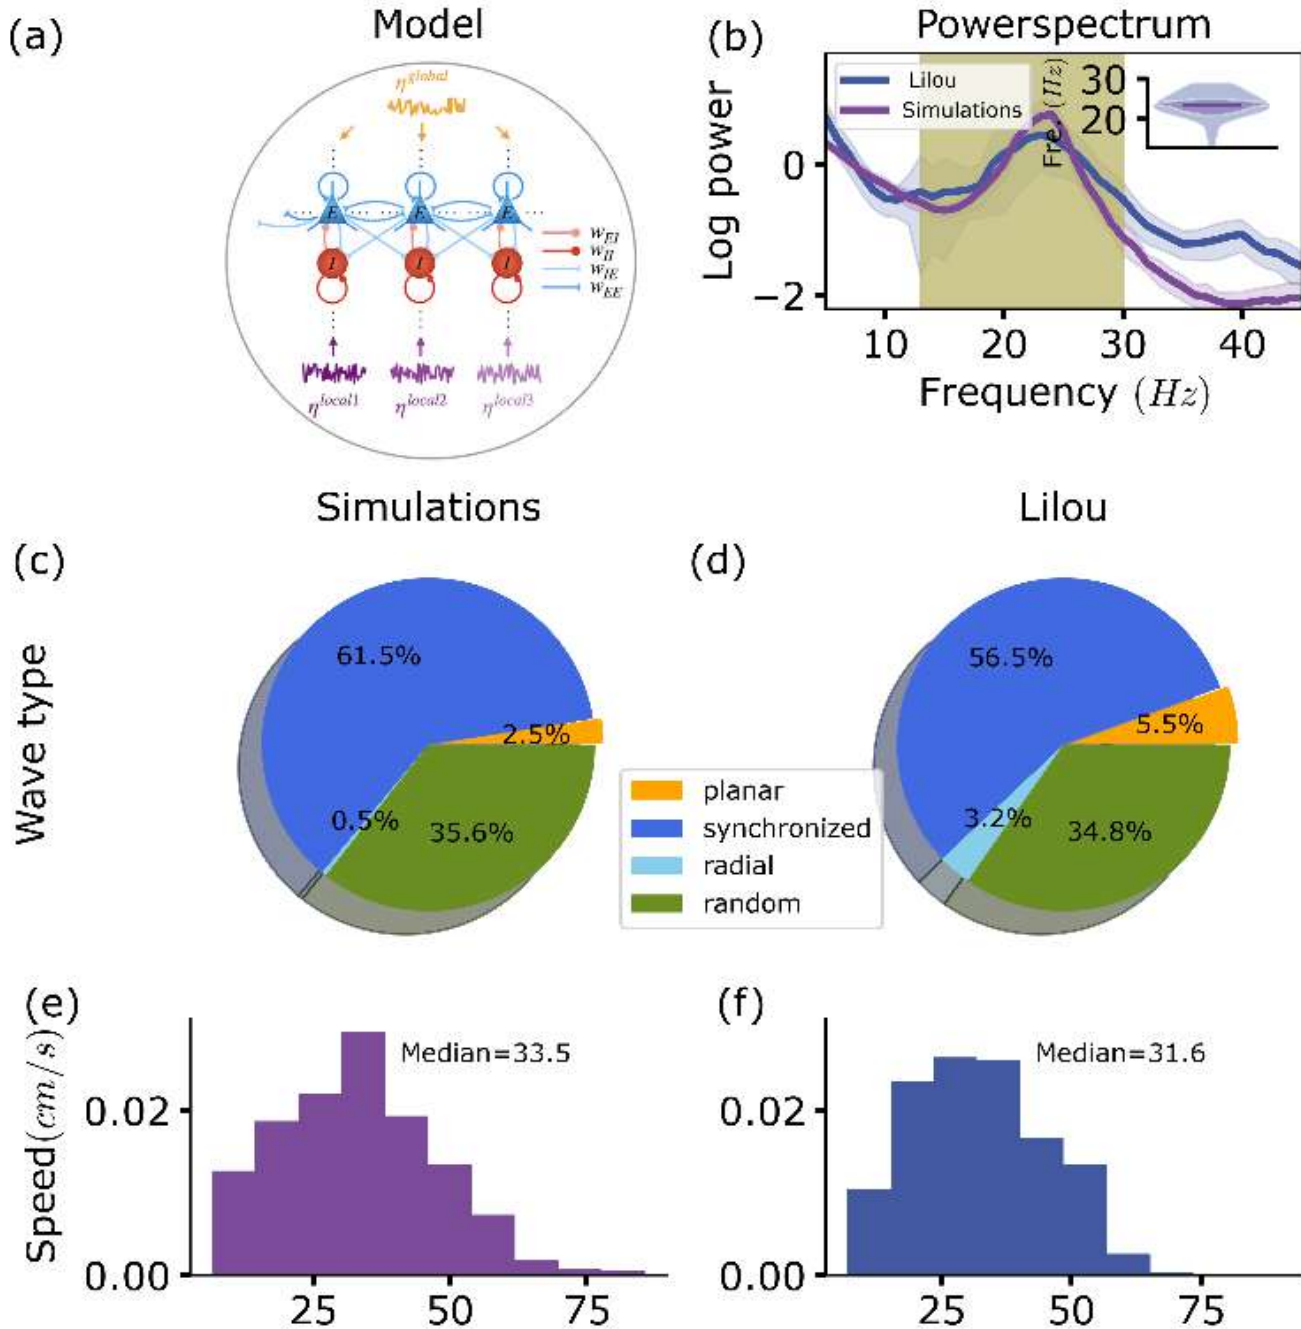 (a)
Model
η^global
E E E
I I I
w_EI
w_II
w_IE
w_EE
η^local1 η^local2 η^local3
(b)
Powerspectrum
Lilou
Simulations
Fre. (Hz)
30
20
Log power
0
−2
10 20 30 40
Frequency (Hz)
Simulations
Lilou
(c)
(d)
Wave type
61.5%
2.5%
0.5%
35.6%
56.5%
5.5%
3.2%
34.8%
planar
synchronized
radial
random
(e)
Speed(cm/s)
Median=33.5
0.02
0.00
25 50 75
(f)
Median=31.6
0.02
0.00
25 50 75